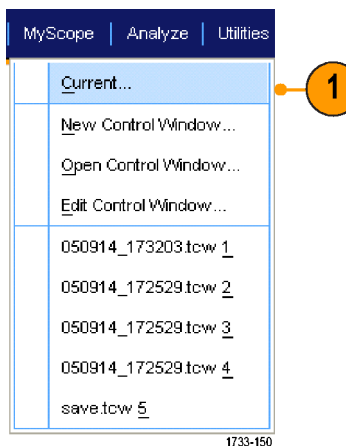 MyScope | Analyze | Utilities
Current...
1
New Control Window...
Open Control Window...
Edit Control Window...
050914_173203.tcw 1
050914_172529.tcw 2
050914_172529.tcw 3
050914_172529.tcw 4
save.tcw 5
1733-150